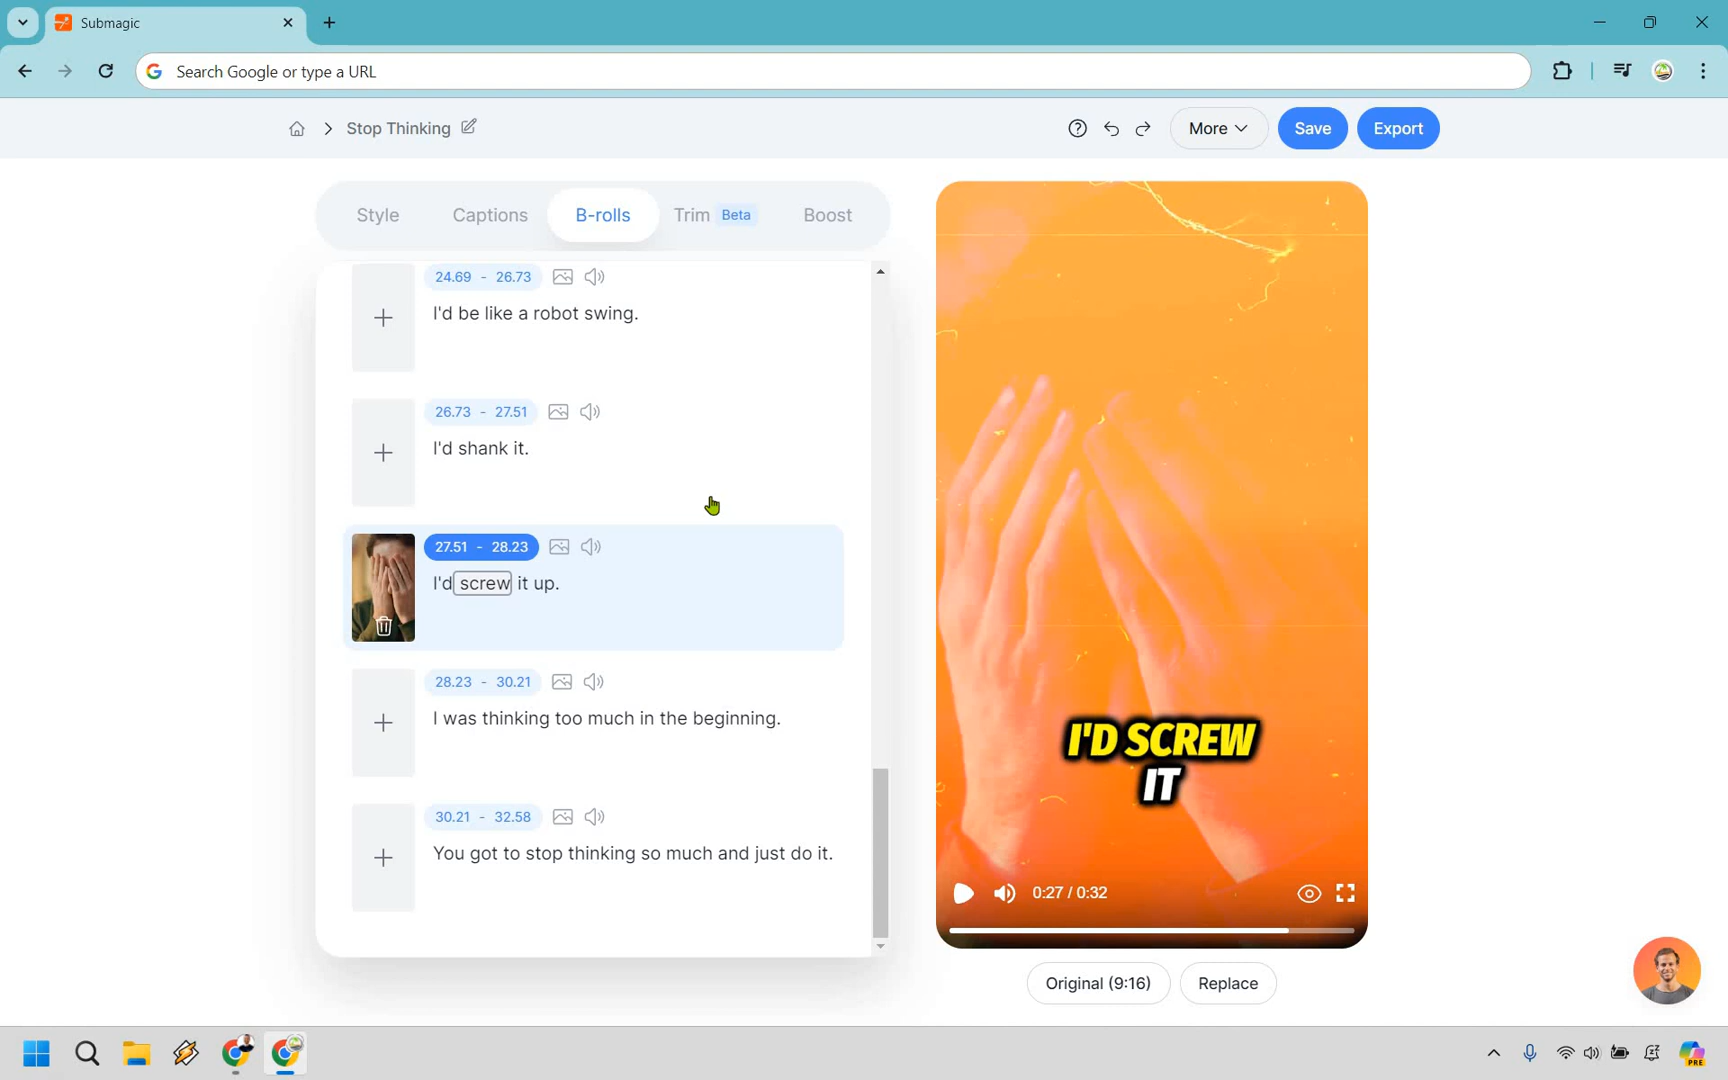 Submagic
Search Google or type a URL
Stop Thinking
More
Save
Export
Style
Captions
B-rolls
Trim Beta
Boost
24.69 - 26.73
I'd be like a robot swing.
26.73 - 27.51
I'd shank it.
27.51 - 28.23
I'd screw it up.
28.23 - 30.21
I was thinking too much in the beginning.
30.21 - 32.58
You got to stop thinking so much and just do it.
I'D SCREW
IT
0:27 / 0:32
Original (9:16)
Replace
PRE